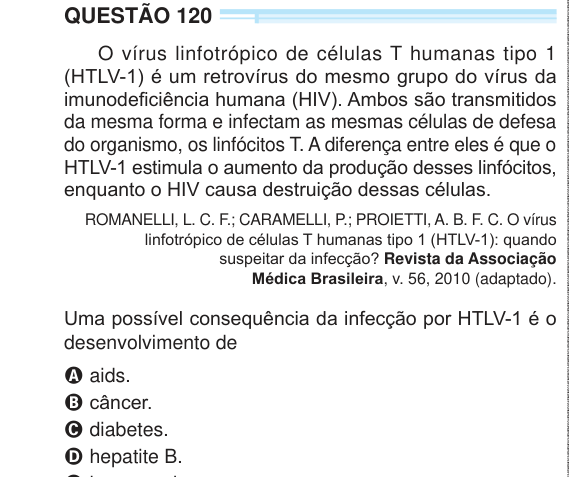 QUESTÃO 120
O vírus linfotrópico de células T humanas tipo 1
(HTLV-1) é um retrovírus do mesmo grupo do vírus da
imunodeficiência humana (HIV). Ambos são transmitidos
da mesma forma e infectam as mesmas células de defesa
do organismo, os linfócitos T. A diferença entre eles é que o
HTLV-1 estimula o aumento da produção desses linfócitos,
enquanto o HIV causa destruição dessas células.
ROMANELLI, L. C. F.; CARAMELLI, P.; PROIETTI, A. B. F. C. O vírus
linfotrópico de células T humanas tipo 1 (HTLV-1): quando
suspeitar da infecção? Revista da Associação
Médica Brasileira, v. 56, 2010 (adaptado).
Uma possível consequência da infecção por HTLV-1 é o
desenvolvimento de
A aids.
B câncer.
C diabetes.
D hepatite B.